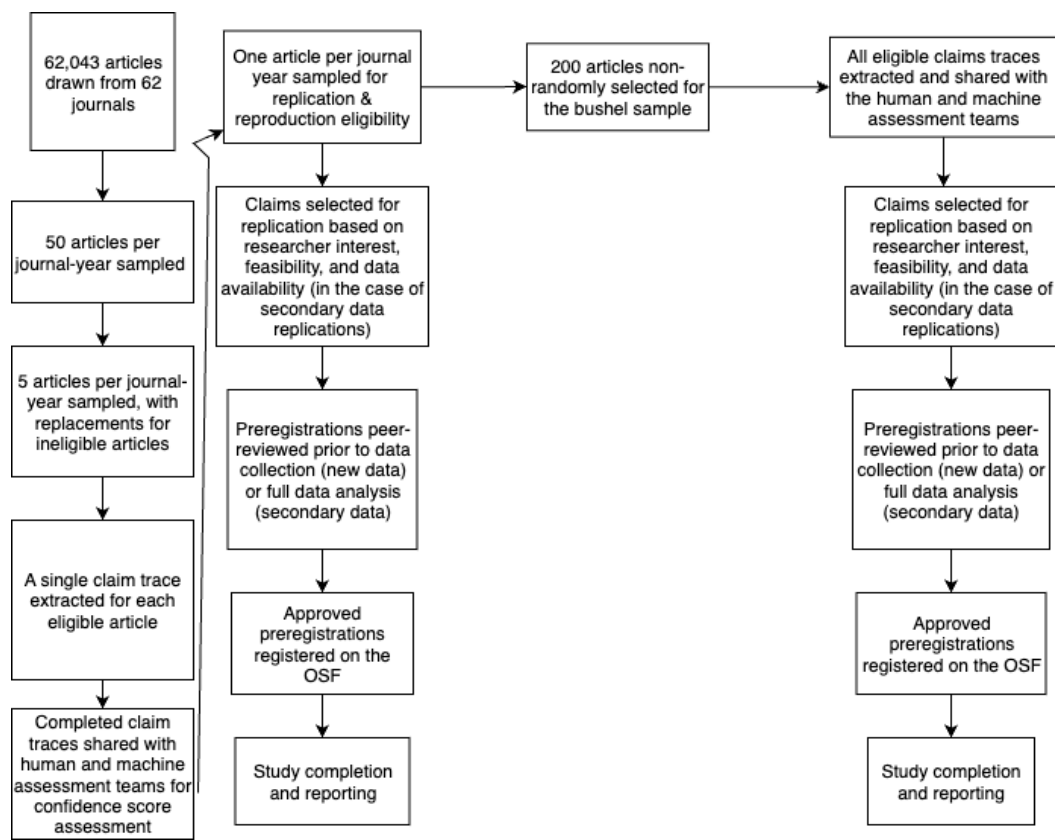 62,043 articles
drawn from 62
journals
50 articles per
journal-year sampled
5 articles per journal-
year sampled, with
replacements for
ineligible articles
A single claim trace
extracted for each
eligible article
Completed claim
traces shared with
human and machine
assessment teams for
confidence score
assessment
One article per journal
year sampled for
replication &
reproduction eligibility
Claims selected for
replication based on
researcher interest,
feasibility, and data
availability (in the case of
secondary data
replications)
Preregistrations peer-
reviewed prior to data
collection (new data)
or full data analysis
(secondary data)
Approved
preregistrations
registered on the
OSF
Study completion
and reporting
200 articles non-
randomly selected for
the bushel sample
All eligible claims traces
extracted and shared with
the human and machine
assessment teams
Claims selected for
replication based on
researcher interest,
feasibility, and data
availability (in the case of
secondary data
replications)
Preregistrations peer-
reviewed prior to data
collection (new data) or
full data analysis
(secondary data)
Approved
preregistrations
registered on the OSF
Study completion
and reporting